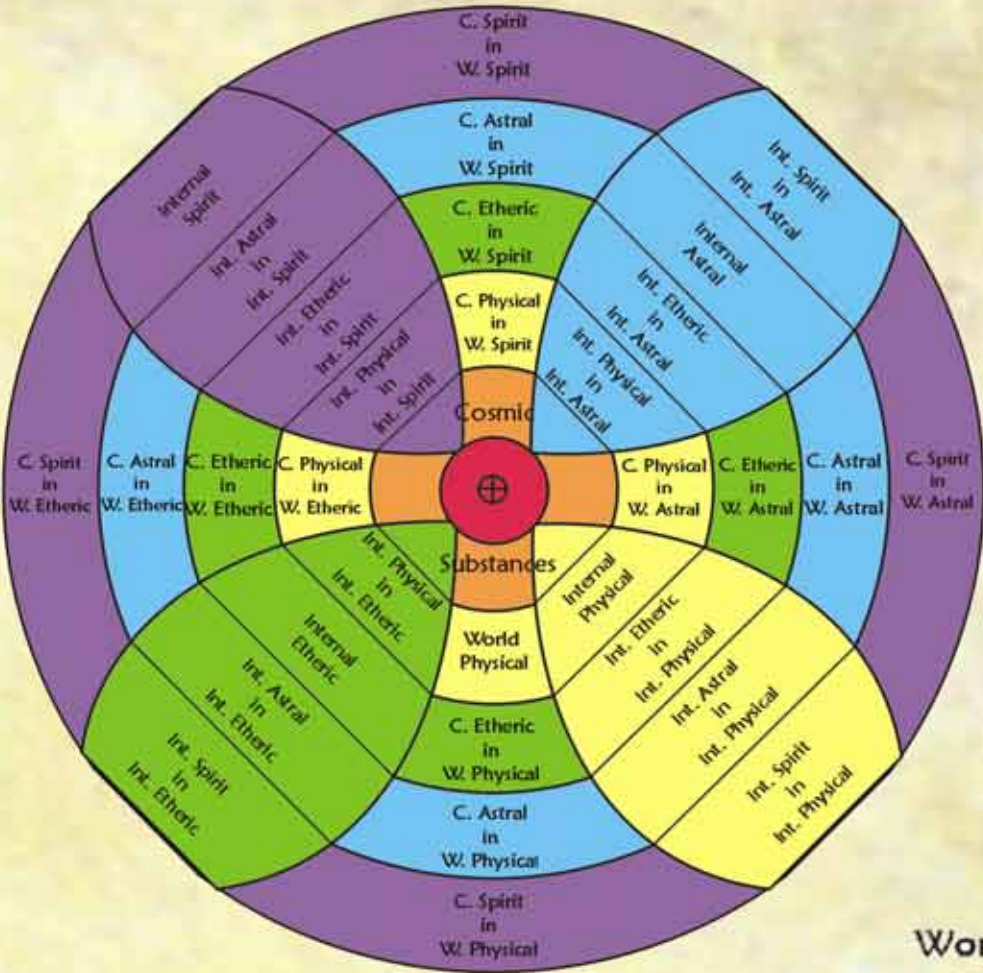 C. Spirit
in
W. Spirit
C. Astral
in
W. Spirit
C. Etheric
in
W. Spirit
C. Physical
in
W. Spirit
Cosmic
Internal
Spirit
Int. Astral
in
Int. Spirit
Int. Etheric
in
Int. Spirit
Int. Physical
in
Int. Spirit
Int. Spirit
in
Int. Astral
Internal
Astral
Int. Etheric
in
Int. Astral
Int. Physical
in
Int. Astral
C. Spirit
in
W. Etheric
C. Astral
in
W. Etheric
C. Etheric
in
W. Etheric
C. Physical
in
W. Etheric
C. Physical
in
W. Astral
C. Etheric
in
W. Astral
C. Astral
in
W. Astral
C. Spirit
in
W. Astral
Substances
Int. Physical
in
Int. Etheric
Internal
Etheric
Int. Astral
in
Int. Etheric
Int. Spirit
in
Int. Etheric
Internal
Physical
Int. Etheric
in
Int. Physical
Int. Astral
in
Int. Physical
Int. Spirit
in
Int. Physical
World
Physical
C. Etheric
in
W. Physical
C. Astral
in
W. Physical
C. Spirit
in
W. Physical